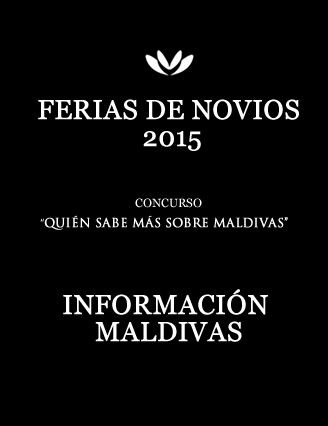 FERIAS DE NOVIOS
2015
CONCURSO
“QUIÉN SABE MÁS SOBRE MALDIVAS”
INFORMACIÓN
MALDIVAS